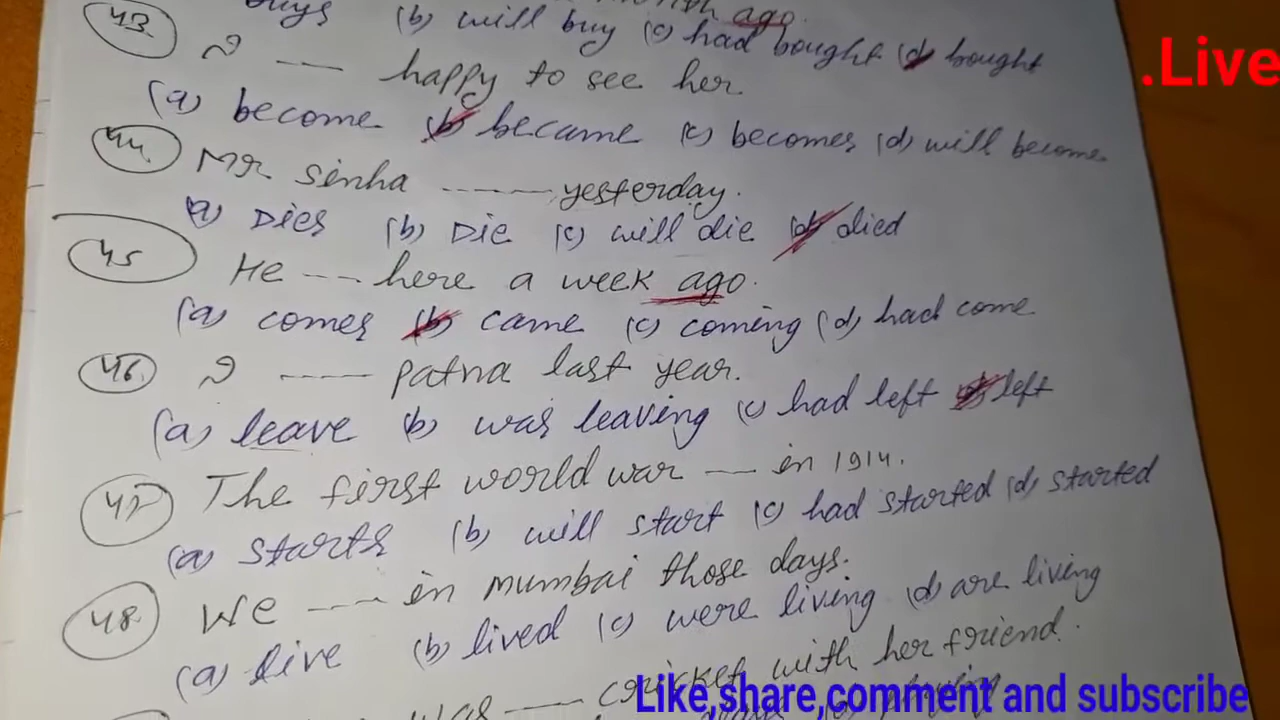 ago.
(b) will buy (c) had bought (d) bought
43. I ---- happy to see her.
(a) become (b) became (c) becomes (d) will become
44. Mr Sinha ------- yesterday.
(a) Dies (b) Die (c) will die (d) died
45 He ---- here a week ago.
(a) comes (b) came (c) coming (d) had come
46. I ----- Patna last year.
(a) leave (b) was leaving (c) had left (d) left
47 The first world war --- in 1914.
(a) starts (b) will start (c) had started (d) started
48. We ---- in mumbai those days.
(a) live (b) lived (c) were living (d) are living
was ---- cricket with her friend.
playing
.Live
Like,share,comment and subscribe